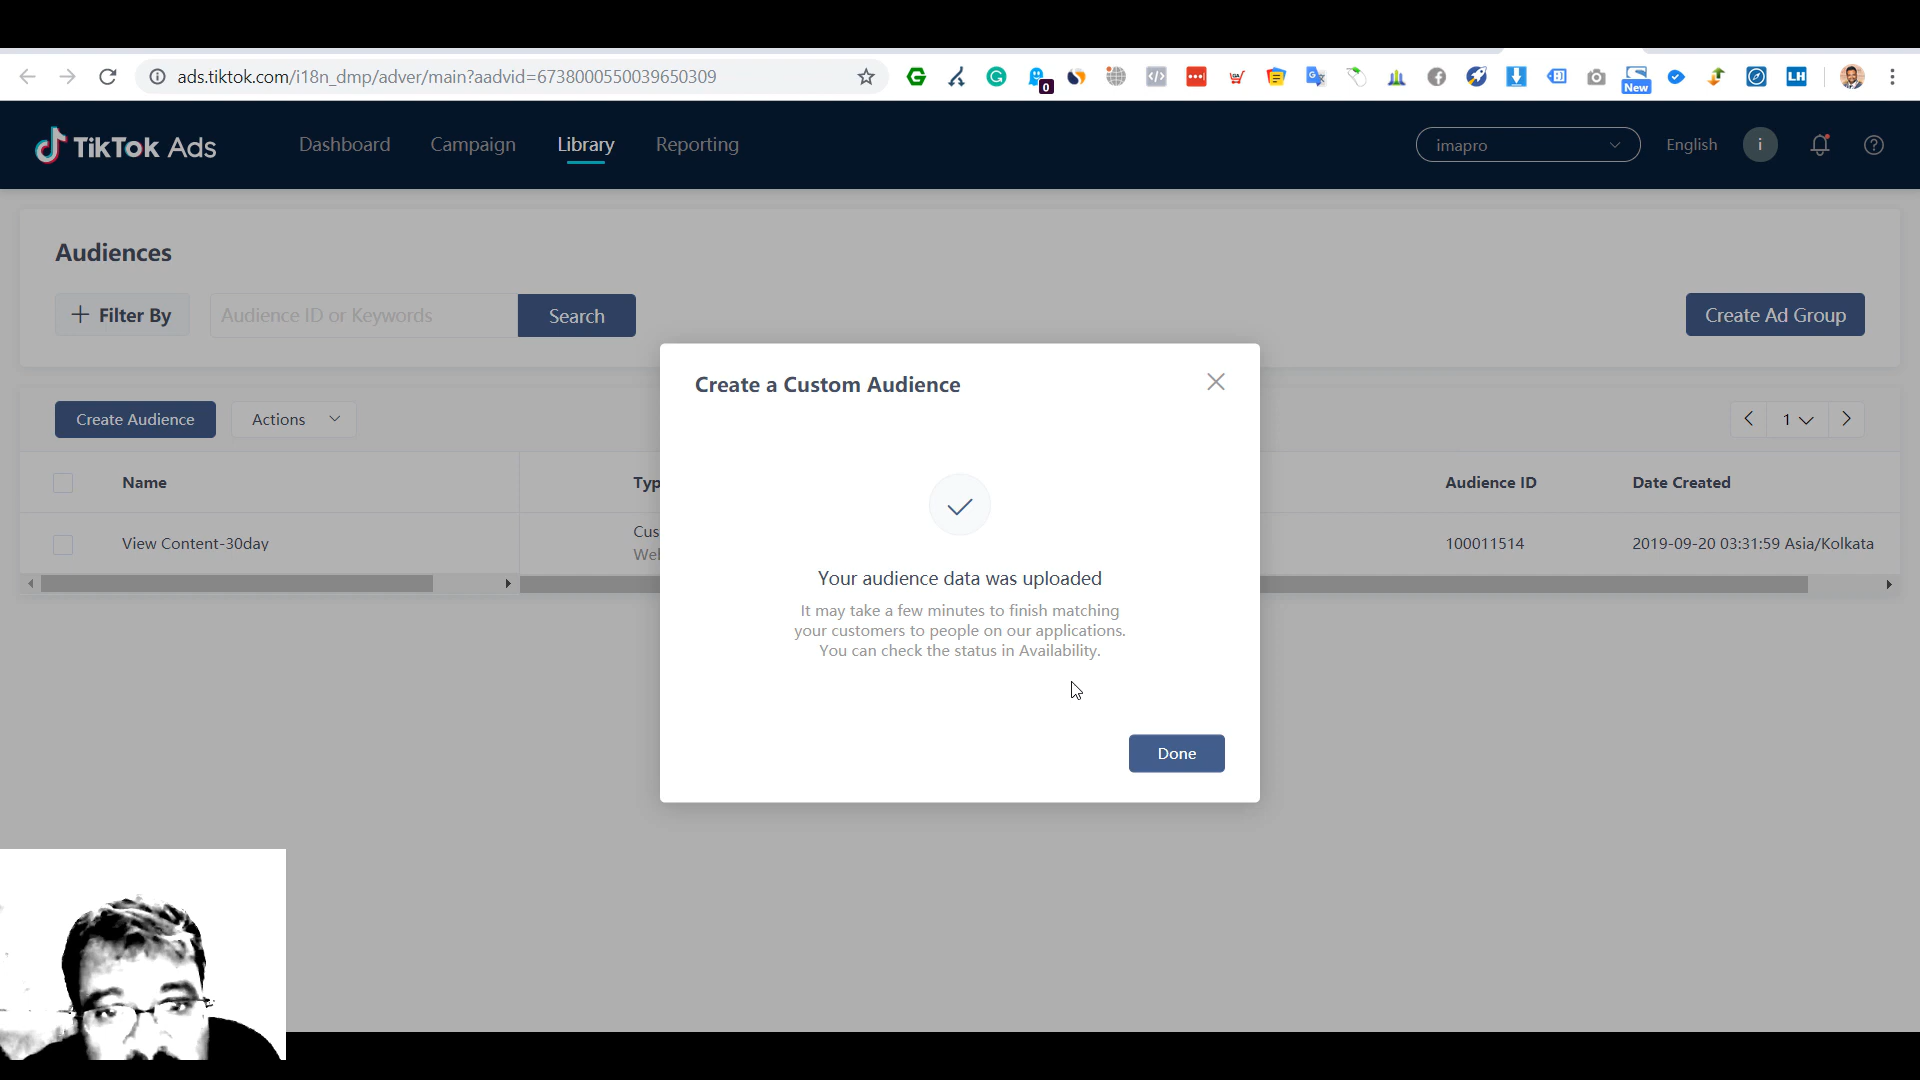 ads.tiktok.com/i18n_dmp/adver/main?aadvid=6738000550039650309
0
New
LH
TikTok Ads
Dashboard
Campaign
Library
Reporting
imapro
English
i
?
Audiences
+ Filter By
Audience ID or Keywords
Search
Create Ad Group
Create a Custom Audience
Create Audience
Actions
1
Name
Typ
Audience ID
Date Created
View Content-30day
Cus
Wel
100011514
2019-09-20 03:31:59 Asia/Kolkata
Your audience data was uploaded
It may take a few minutes to finish matching
your customers to people on our applications.
You can check the status in Availability.
Done